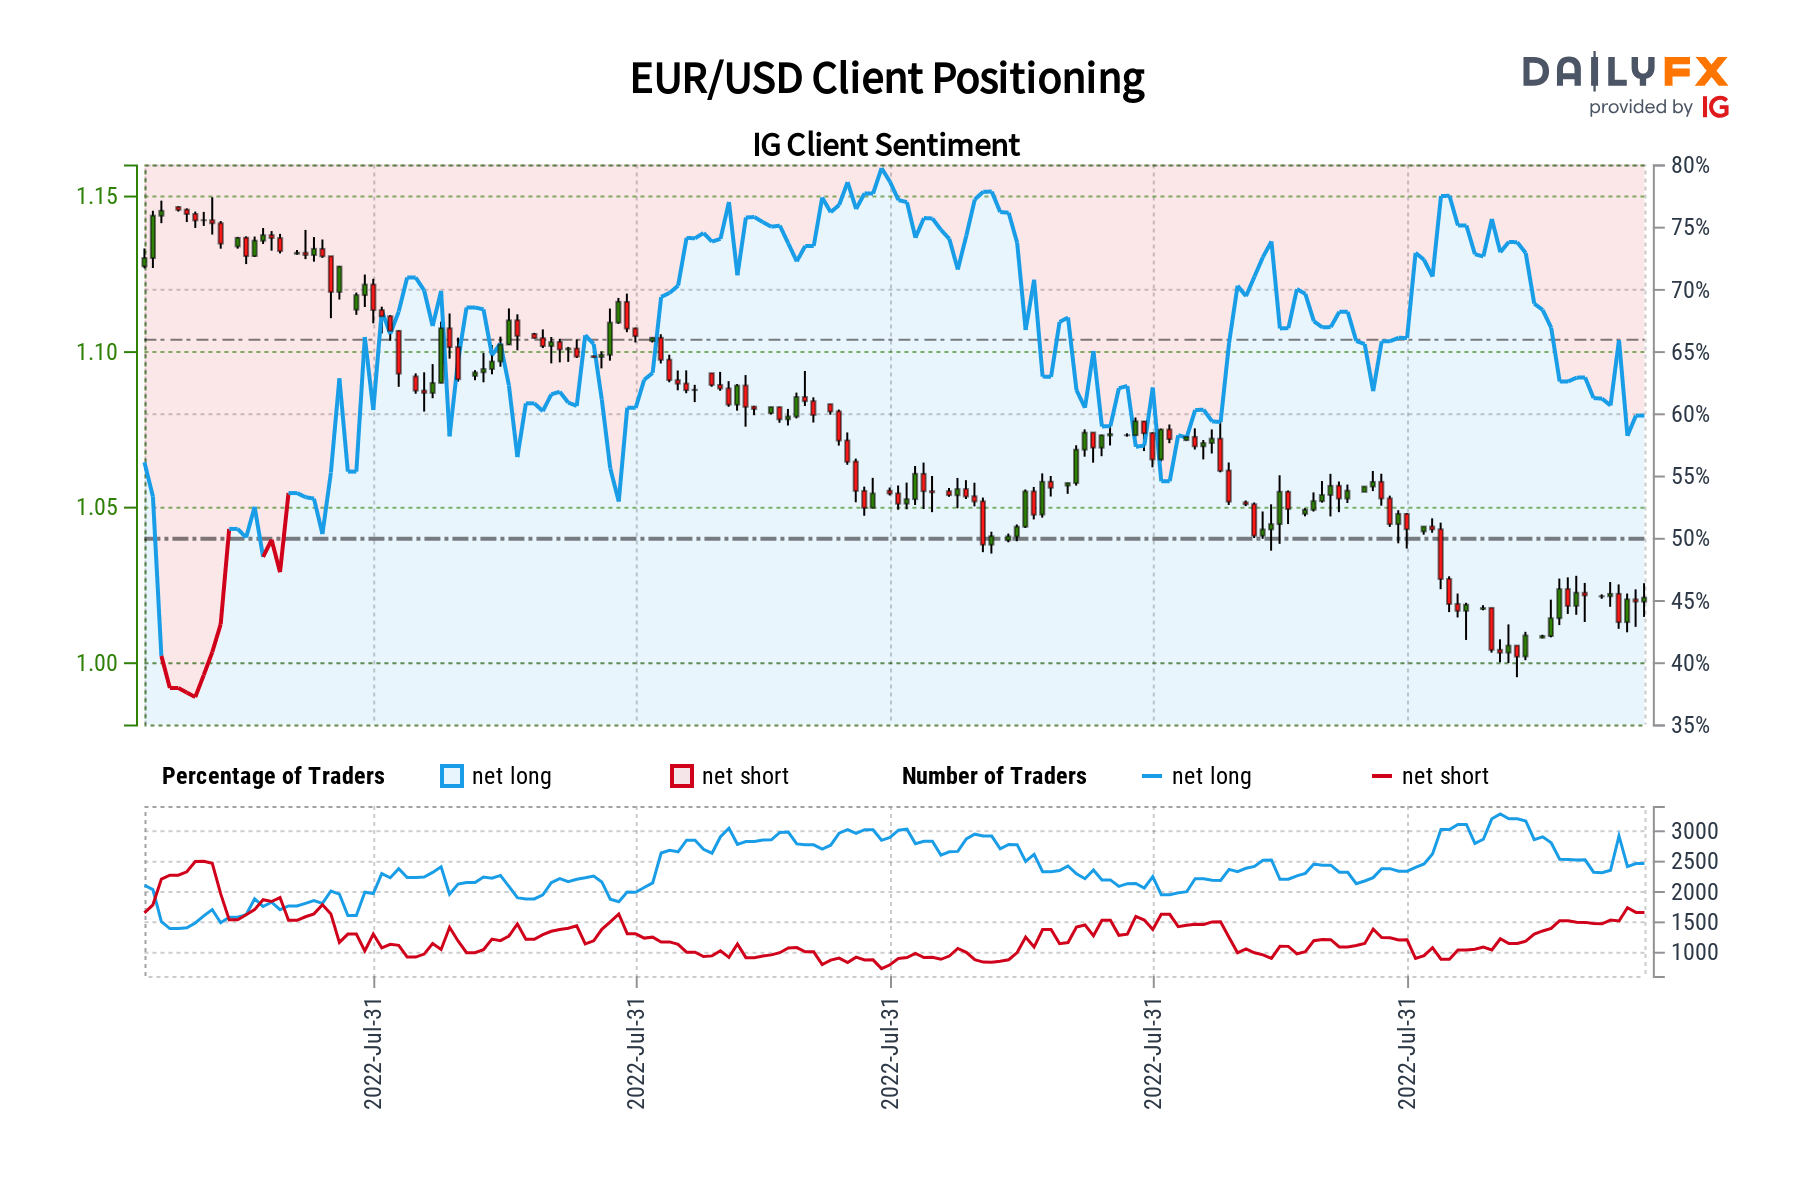 EUR/USD Client Positioning
DAILYFX
provided by IG
IG Client Sentiment
1.15
1.10
1.05
1.00
80%
75%
70%
65%
60%
55%
50%
45%
40%
35%
Percentage of Traders net long net short Number of Traders net long net short
3000
2500
2000
1500
1000
2022-Jul-31
2022-Jul-31
2022-Jul-31
2022-Jul-31
2022-Jul-31